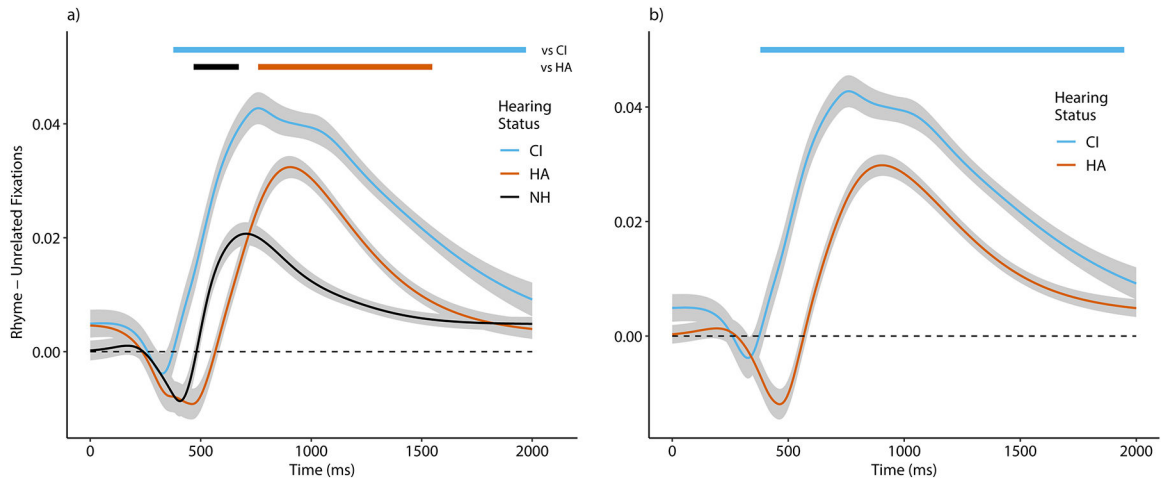 a)
vs CI
vs HA
Hearing
Status
CI
HA
NH
0.04
0.02
0.00
Rhyme – Unrelated Fixations
0
500
1000
1500
2000
Time (ms)
b)
Hearing
Status
CI
HA
0.04
0.02
0.00
0
500
1000
1500
2000
Time (ms)